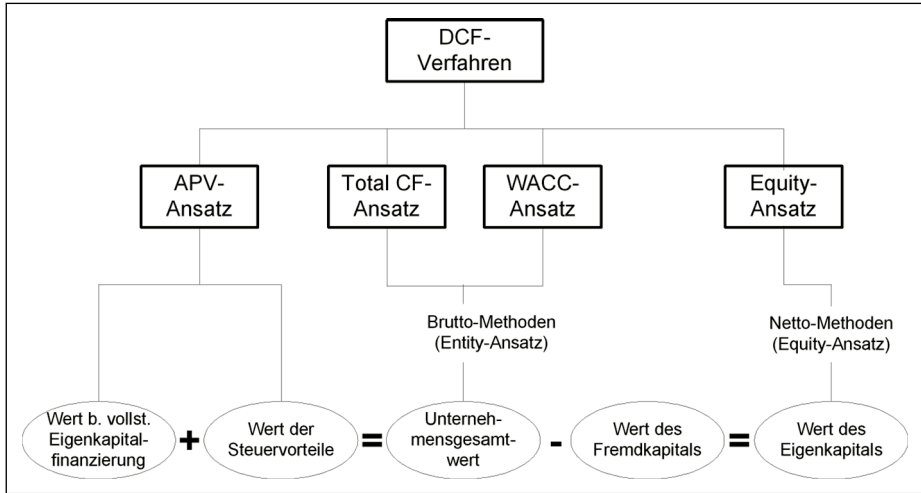 DCF-
Verfahren
APV-
Ansatz
Total CF-
Ansatz
WACC-
Ansatz
Equity-
Ansatz
Brutto-Methoden
(Entity-Ansatz)
Netto-Methoden
(Equity-Ansatz)
Wert b. vollst.
Eigenkapital-
finanzierung
+
Wert der
Steuervorteile
=
Unterneh-
mensgesamt-
wert
-
Wert des
Fremdkapitals
=
Wert des
Eigenkapitals